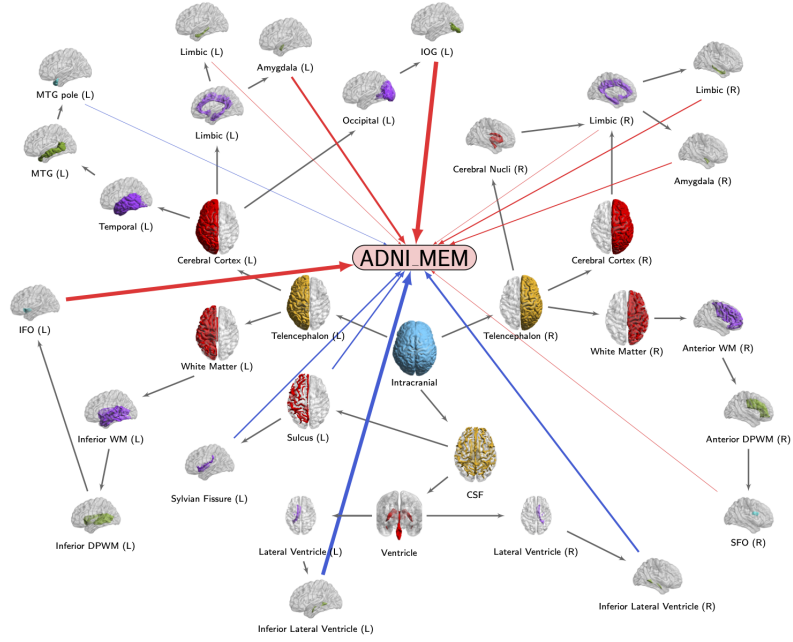 Limbic (L)
Amygdala (L)
IOG (L)
MTG pole (L)
Limbic (R)
Limbic (L)
Occipital (L)
Limbic (R)
MTG (L)
Cerebral Nucli (R)
Amygdala (R)
Temporal (L)
Cerebral Cortex (L)
ADNI_MEM
Cerebral Cortex (R)
IFO (L)
Telencephalon (L)
Telencephalon (R)
White Matter (L)
White Matter (R)
Anterior WM (R)
Intracranial
Inferior WM (L)
Sulcus (L)
Anterior DPWM (R)
Sylvian Fissure (L)
CSF
Inferior DPWM (L)
Lateral Ventricle (L)
Ventricle
Lateral Ventricle (R)
SFO (R)
Inferior Lateral Ventricle (L)
Inferior Lateral Ventricle (R)